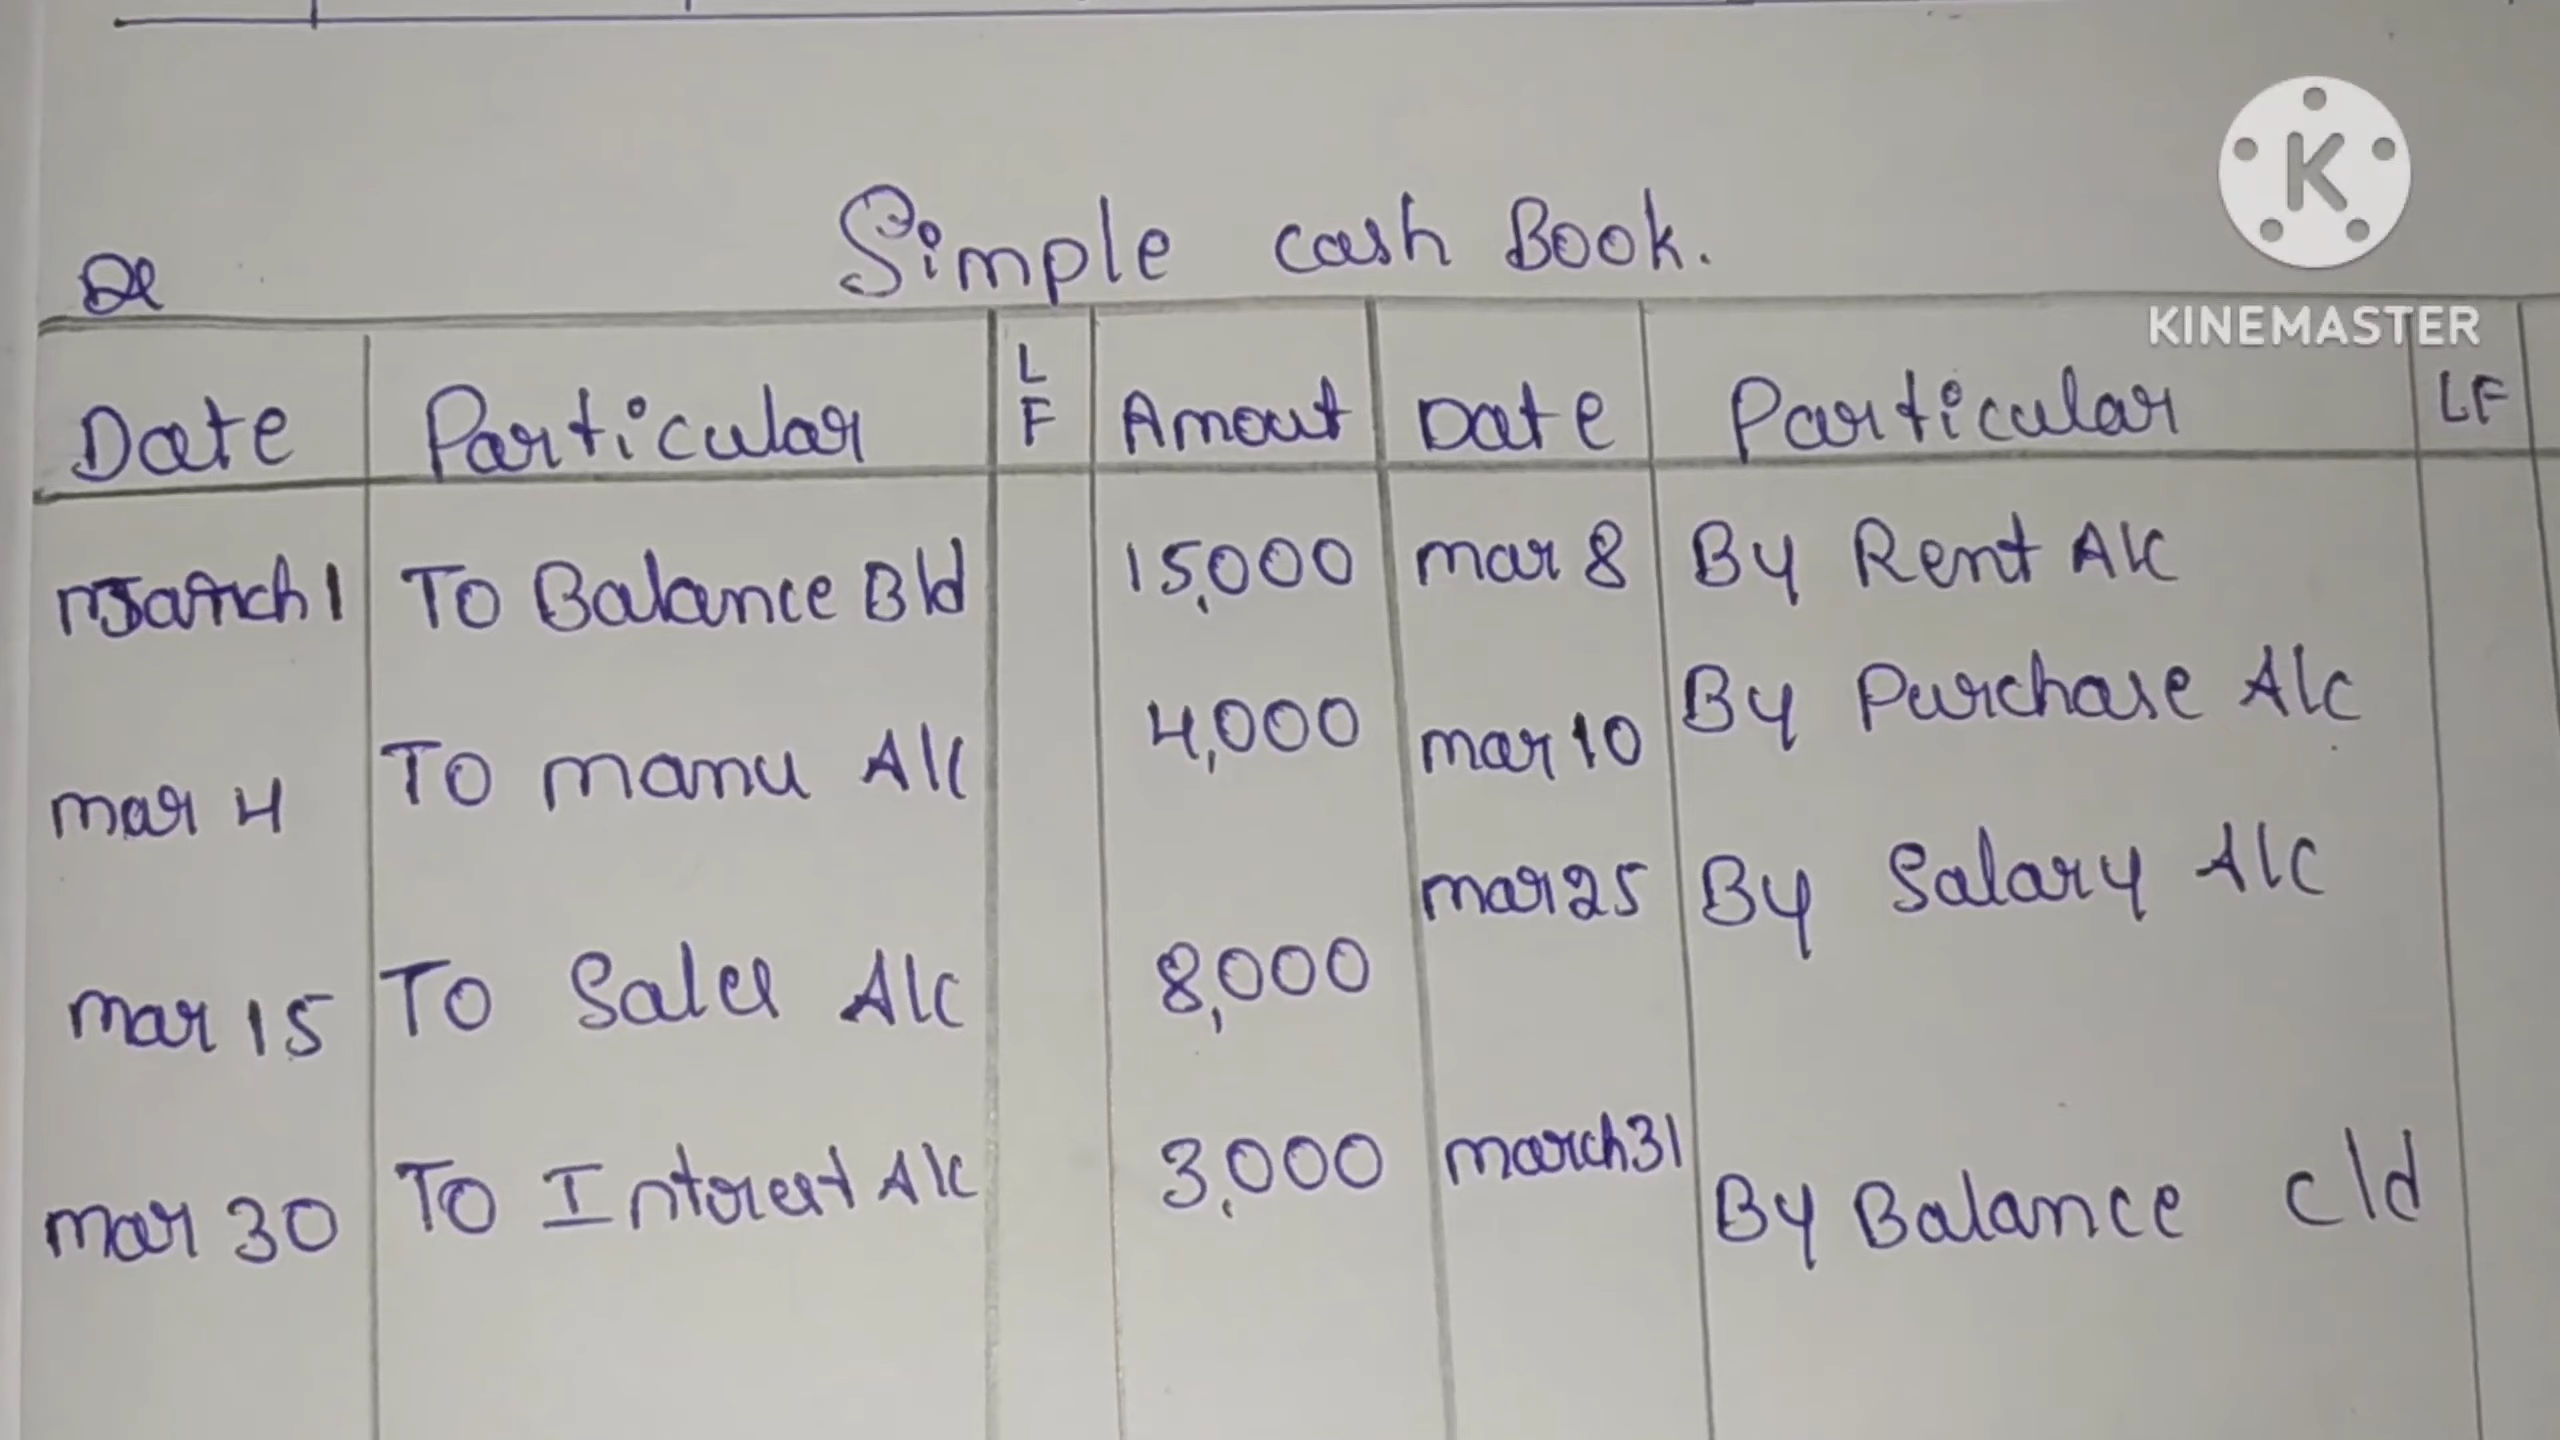 Simple cash Book.
Dr
KINEMASTER
Date Particular LF Amout Date Particular LF
March 1 To Balance B/d 15,000 mar 8 By Rent A/c
mar 4 To manu A/c 4,000 mar 10 By Purchase A/c
mar 25 By Salary A/c
mar 15 To Sales A/c 8,000
mar 30 To Interest A/c 3,000 march 31 By Balance c/d